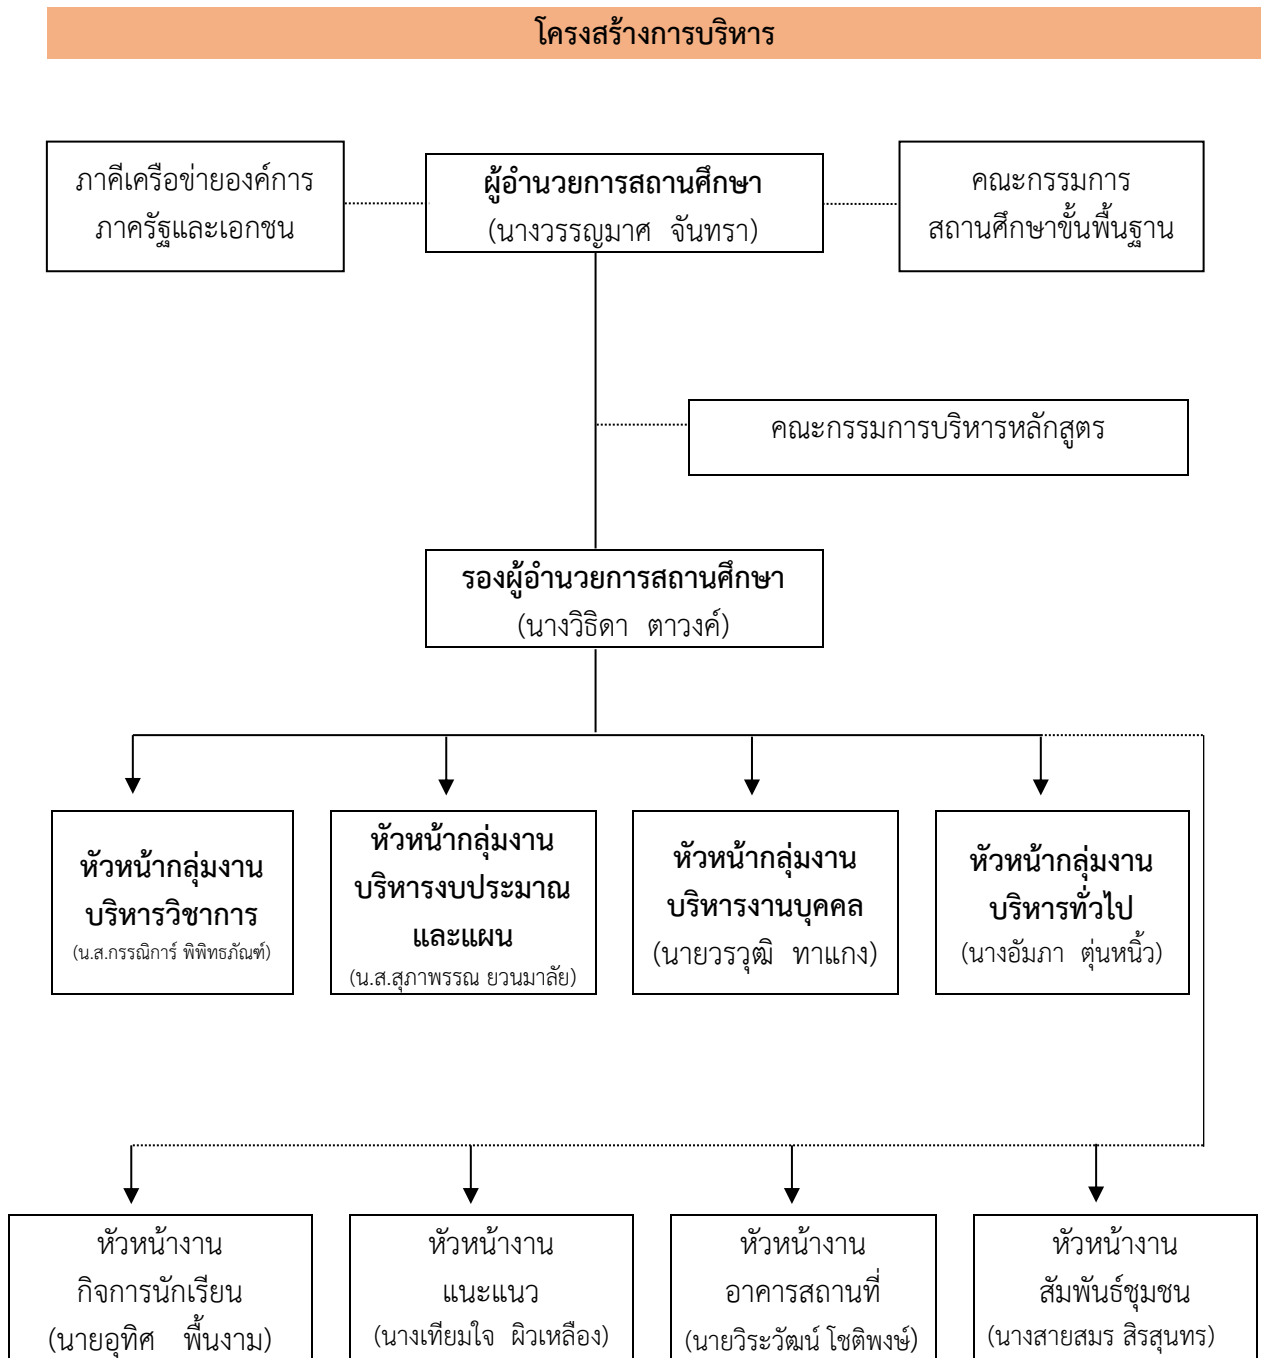 โครงสร้างการบริหาร
ภาคีเครือข่ายองค์การ
ภาครัฐและเอกชน
ผู้อำนวยการสถานศึกษา
(นางวรรญมาศ จันทรา)
คณะกรรมการ
สถานศึกษาขั้นพื้นฐาน
คณะกรรมการบริหารหลักสูตร
รองผู้อำนวยการสถานศึกษา
(นางวิธิดา ตาวงค์)
หัวหน้ากลุ่มงาน
บริหารวิชาการ
(น.ส.กรรณิการ์ พิพิทธภัณฑ์)
หัวหน้ากลุ่มงาน
บริหารงบประมาณ
และแผน
(น.ส.สุภาพรรณ ยวนมาลัย)
หัวหน้ากลุ่มงาน
บริหารงานบุคคล
(นายวรวุฒิ ทาแกง)
หัวหน้ากลุ่มงาน
บริหารทั่วไป
(นางอัมภา ตุ่นหนิ้ว)
หัวหน้างาน
กิจการนักเรียน
(นายอุทิศ พื้นงาม)
หัวหน้างาน
แนะแนว
(นางเทียมใจ ผิวเหลือง)
หัวหน้างาน
อาคารสถานที่
(นายวิระวัฒน์ โชติพงษ์)
หัวหน้างาน
สัมพันธ์ชุมชน
(นางสายสมร สิรสุนทร)